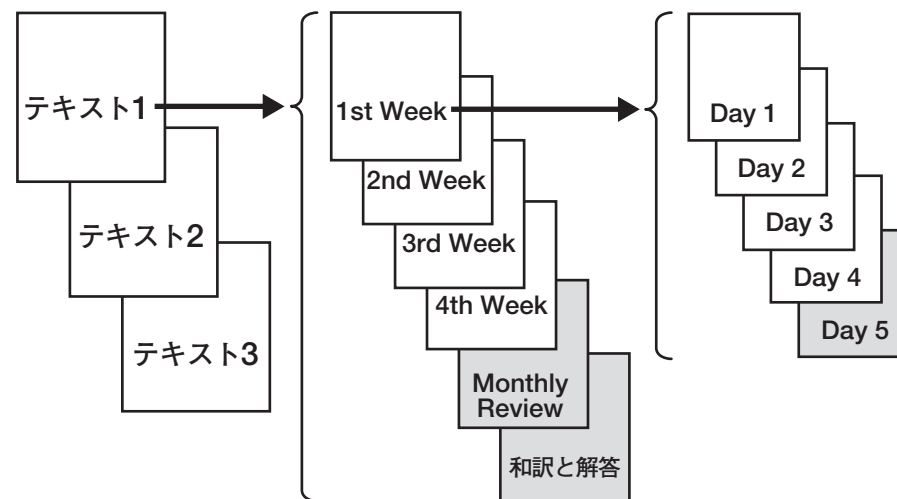 テキスト1
テキスト2
テキスト3
1st Week
2nd Week
3rd Week
4th Week
Monthly
Review
和訳と解答
Day 1
Day 2
Day 3
Day 4
Day 5